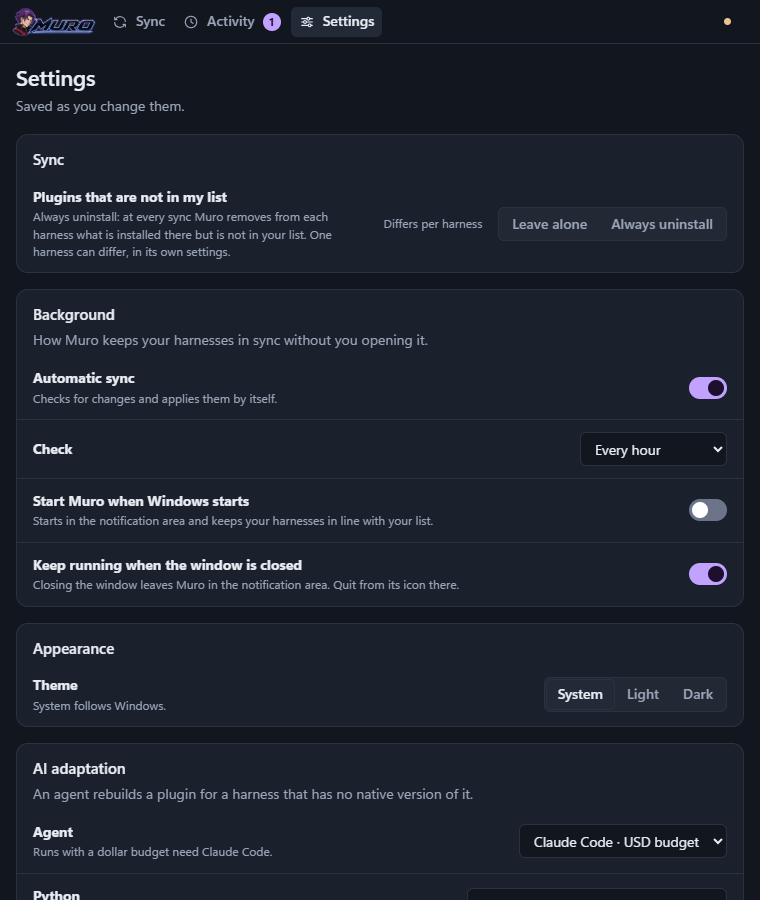 MURO
Sync
Activity 1
Settings
Settings
Saved as you change them.
Sync
Plugins that are not in my list
Always uninstall: at every sync Muro removes from each
harness what is installed there but is not in your list. One
harness can differ, in its own settings.
Differs per harness
Leave alone
Always uninstall
Background
How Muro keeps your harnesses in sync without you opening it.
Automatic sync
Checks for changes and applies them by itself.
Check
Every hour
Start Muro when Windows starts
Starts in the notification area and keeps your harnesses in line with your list.
Keep running when the window is closed
Closing the window leaves Muro in the notification area. Quit from its icon there.
Appearance
Theme
System follows Windows.
System
Light
Dark
AI adaptation
An agent rebuilds a plugin for a harness that has no native version of it.
Agent
Runs with a dollar budget need Claude Code.
Claude Code · USD budget
Python